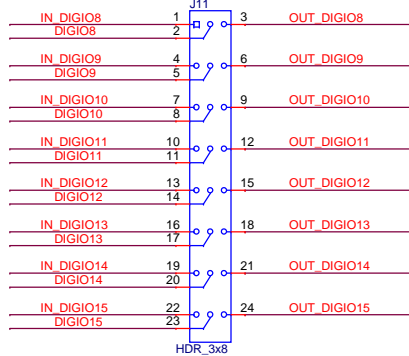 J11
IN_DIGIO8 1 3 OUT_DIGIO8
DIGIO8 2
IN_DIGIO9 4 6 OUT_DIGIO9
DIGIO9 5
IN_DIGIO10 7 9 OUT_DIGIO10
DIGIO10 8
IN_DIGIO11 10 12 OUT_DIGIO11
DIGIO11 11
IN_DIGIO12 13 15 OUT_DIGIO12
DIGIO12 14
IN_DIGIO13 16 18 OUT_DIGIO13
DIGIO13 17
IN_DIGIO14 19 21 OUT_DIGIO14
DIGIO14 20
IN_DIGIO15 22 24 OUT_DIGIO15
DIGIO15 23
HDR_3x8